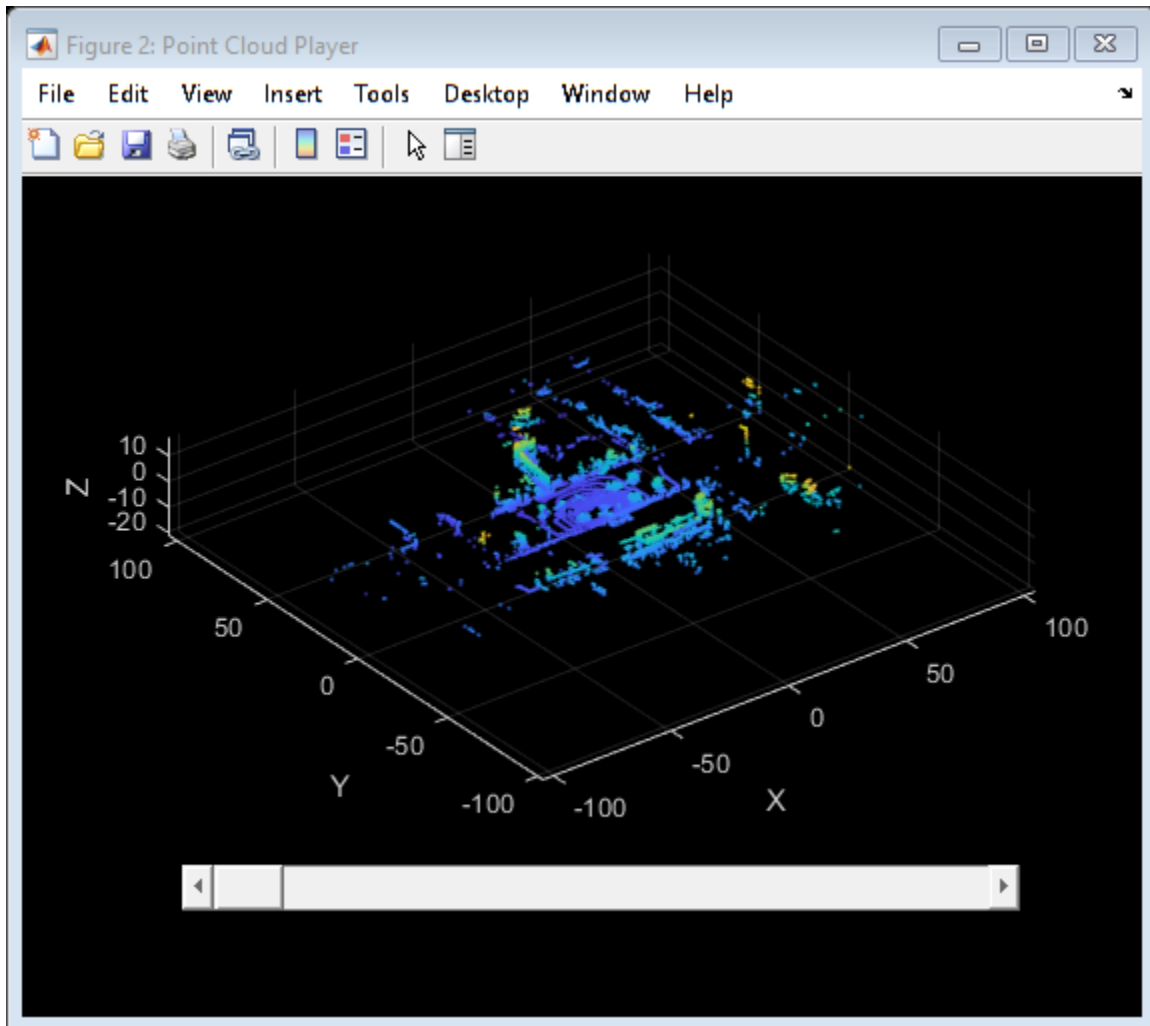 Figure 2: Point Cloud Player
File Edit View Insert Tools Desktop Window Help
10
0
-10
-20
Z
100
50
0
-50
-100
Y
-100
-50
0
50
100
X